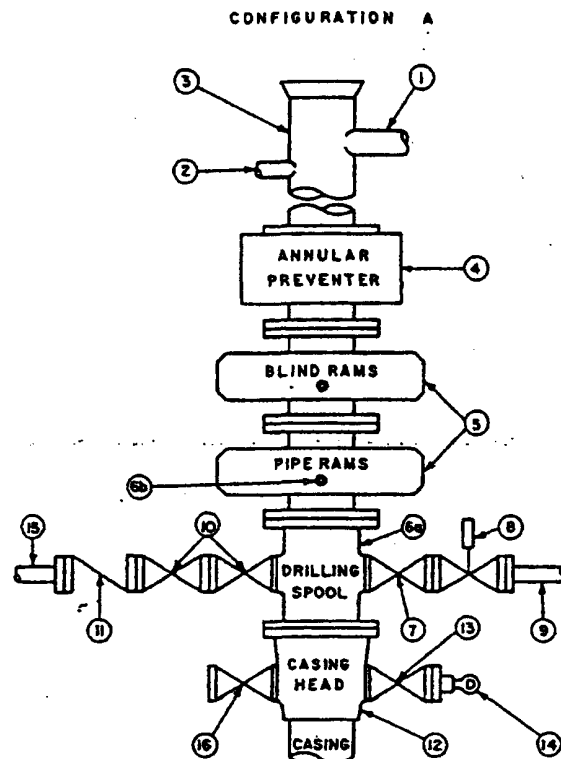 CONFIGURATION A
1
3
2
ANNULAR
PREVENTER
4
BLIND RAMS
5
PIPE RAMS
6b
6a
8
15
10
DRILLING
SPOOL
11
7
13
9
CASING
HEAD
16
12
14
CASING
D